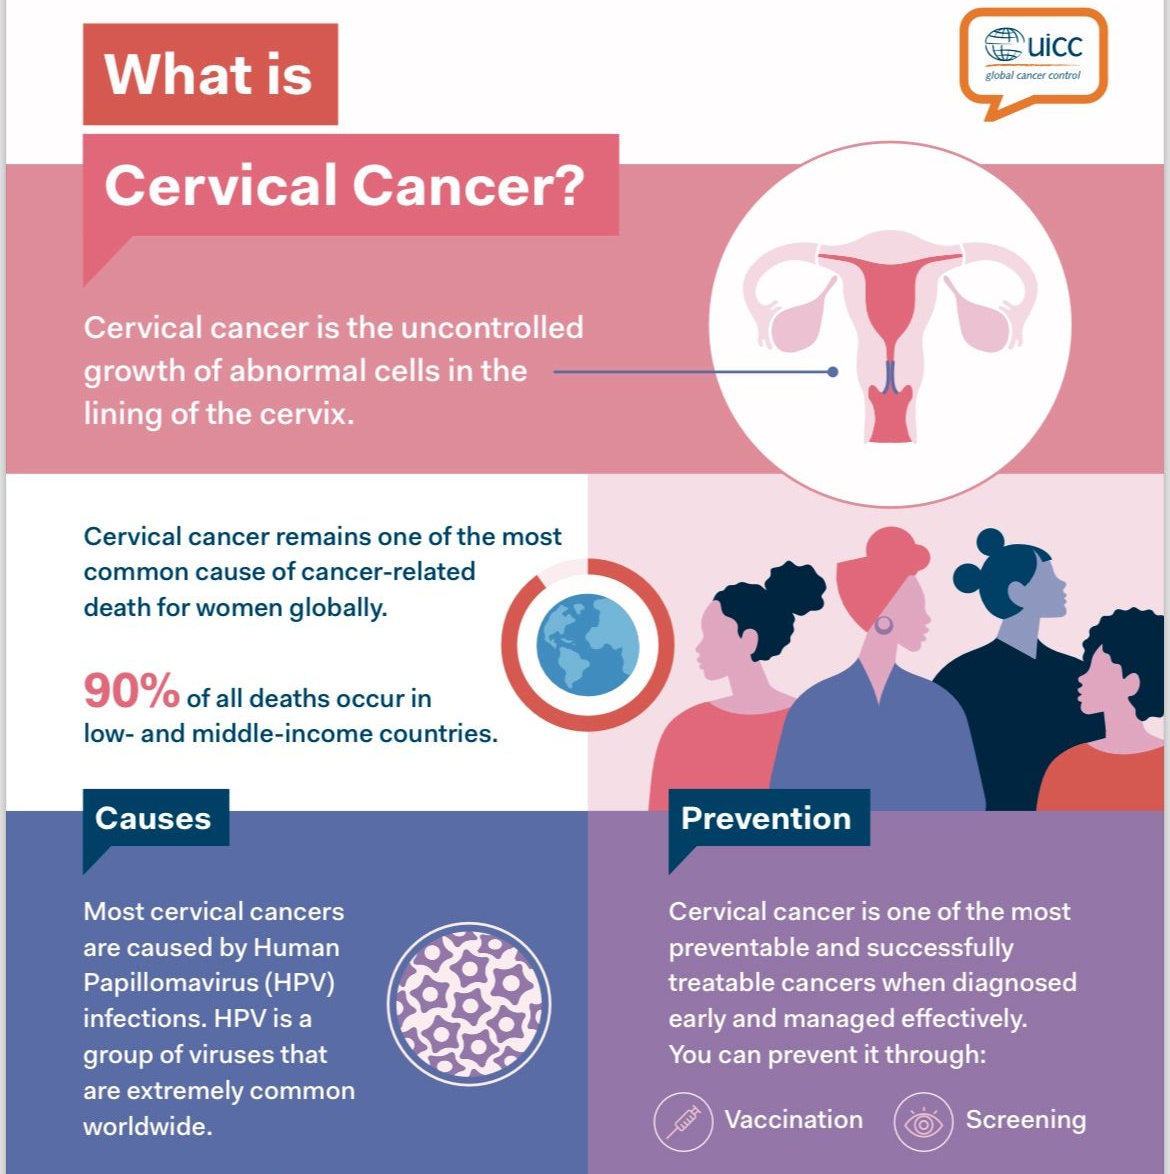 What is
Cervical Cancer?
uicc
global cancer control
Cervical cancer is the uncontrolled
growth of abnormal cells in the
lining of the cervix.
Cervical cancer remains one of the most
common cause of cancer-related
death for women globally.
90% of all deaths occur in
low- and middle-income countries.
Causes
Most cervical cancers
are caused by Human
Papillomavirus (HPV)
infections. HPV is a
group of viruses that
are extremely common
worldwide.
Prevention
Cervical cancer is one of the most
preventable and successfully
treatable cancers when diagnosed
early and managed effectively.
You can prevent it through:
Vaccination
Screening